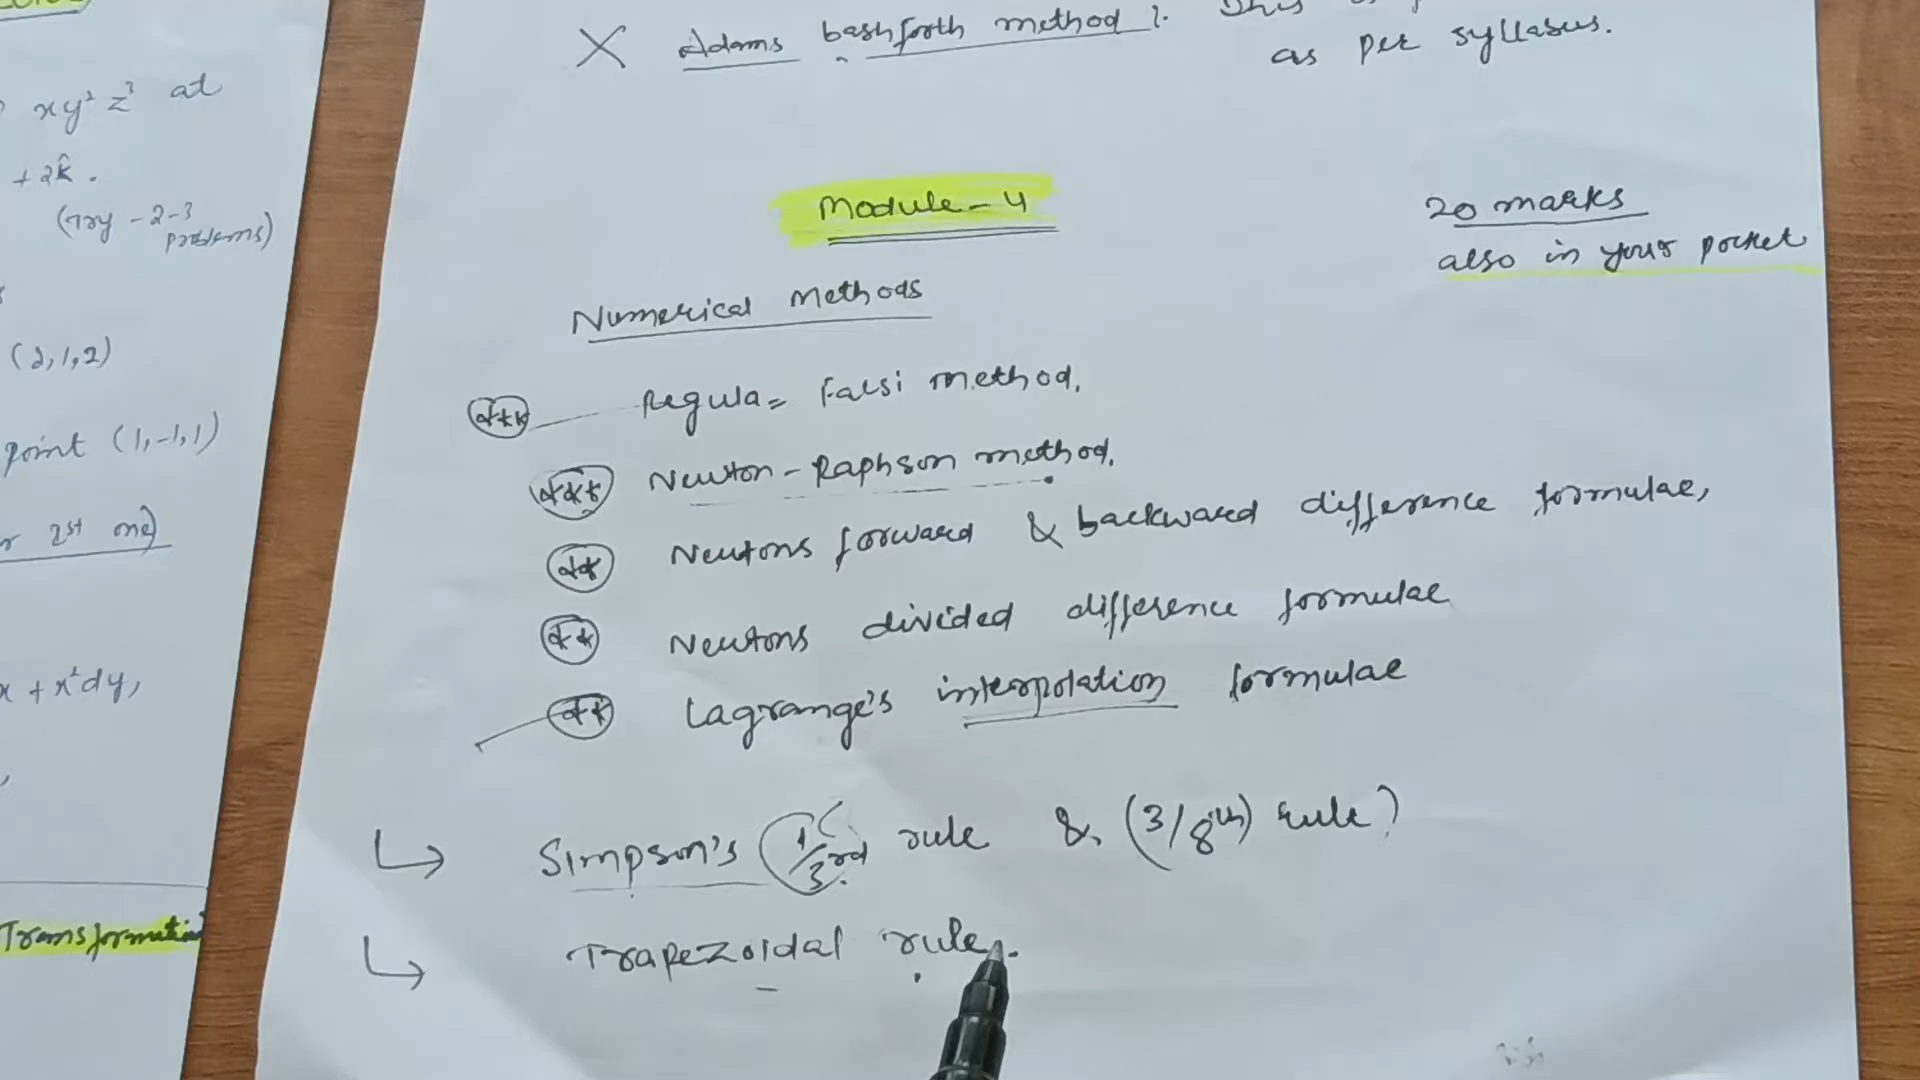 xy² z³ at
+ 2k̂ .
(Try - 2-3
problems)
(2,1,2)
point (1,-1,1)
2st one)
x + x²dy,
Transformation
X Adams bashforth method ?. This
as per syllabus.
Module - 4
20 marks
also in your pocket
Numerical Methods
*** Regula = Falsi method.
*** Newton - Raphson method.
** Newtons forward & backward difference formulae,
** Newtons divided difference formulae
** Lagrange's interpolation formulae
↳ Simpson's (1/3rd rule & (3/8th) rule ?
↳ Trapezoidal rule.